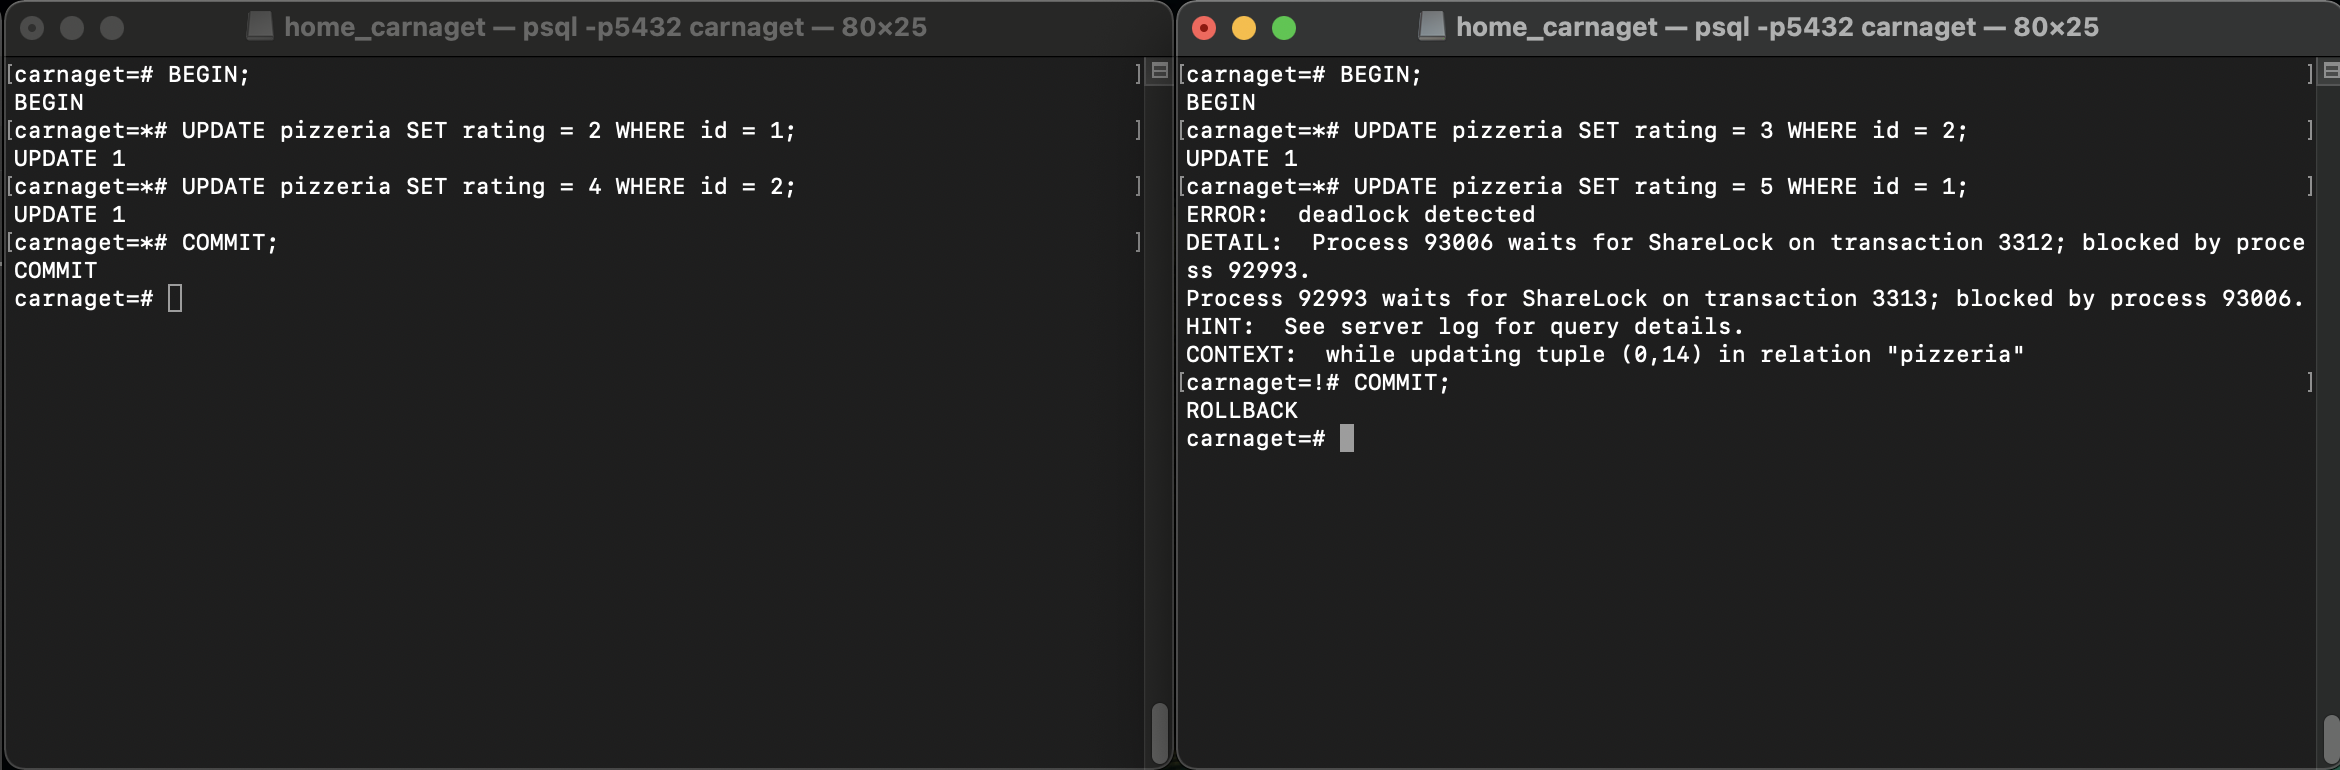 home_carnaget — psql -p5432 carnaget — 80×25
[carnaget=# BEGIN; ]
BEGIN
[carnaget=*# UPDATE pizzeria SET rating = 2 WHERE id = 1; ]
UPDATE 1
[carnaget=*# UPDATE pizzeria SET rating = 4 WHERE id = 2; ]
UPDATE 1
[carnaget=*# COMMIT; ]
COMMIT
carnaget=#
home_carnaget — psql -p5432 carnaget — 80×25
[carnaget=# BEGIN; ]
BEGIN
[carnaget=*# UPDATE pizzeria SET rating = 3 WHERE id = 2; ]
UPDATE 1
[carnaget=*# UPDATE pizzeria SET rating = 5 WHERE id = 1; ]
ERROR:  deadlock detected
DETAIL:  Process 93006 waits for ShareLock on transaction 3312; blocked by proce
ss 92993.
Process 92993 waits for ShareLock on transaction 3313; blocked by process 93006.
HINT:  See server log for query details.
CONTEXT:  while updating tuple (0,14) in relation "pizzeria"
[carnaget=!# COMMIT; ]
ROLLBACK
carnaget=#